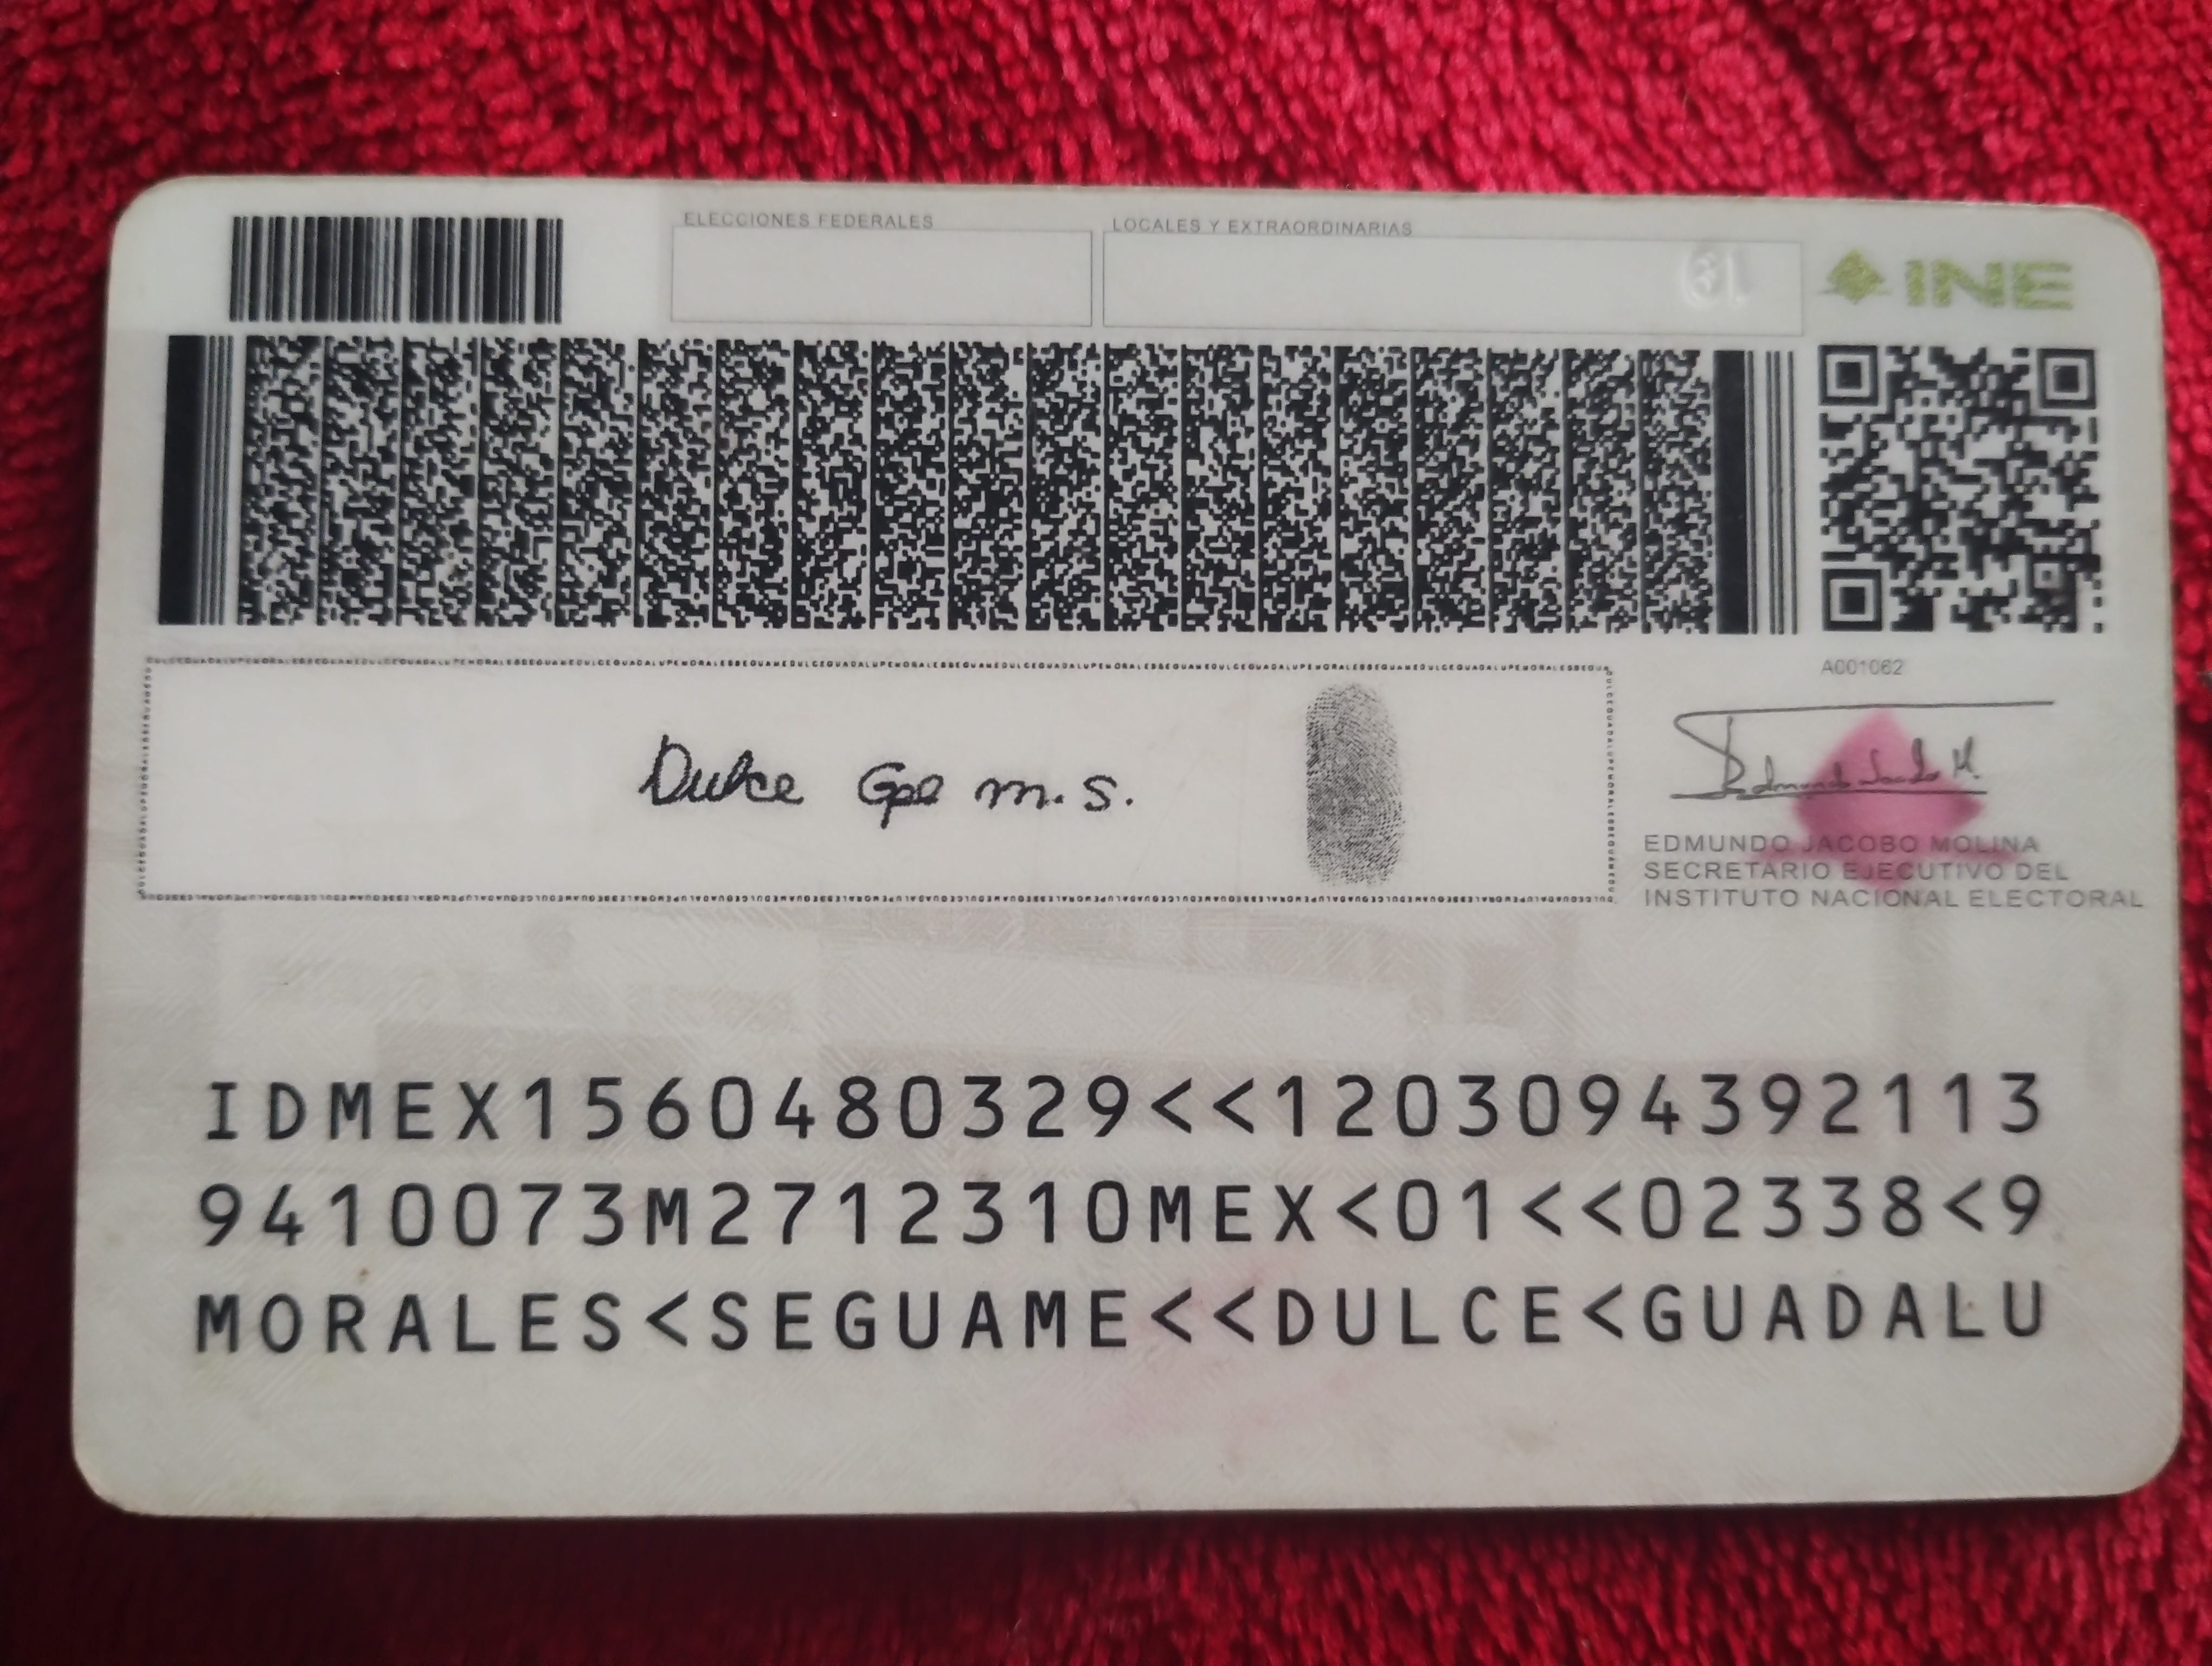 ELECCIONES FEDERALES
LOCALES Y EXTRAORDINARIAS
19
INE
A001062
Dulce Gpe m. s.
EDMUNDO JACOBO MOLINA
SECRETARIO EJECUTIVO DEL
INSTITUTO NACIONAL ELECTORAL
IDMEX1560480329<<1203094392113
9410073M2712310MEX<01<<02338<9
MORALES<SEGUAME<<DULCE<GUADALU